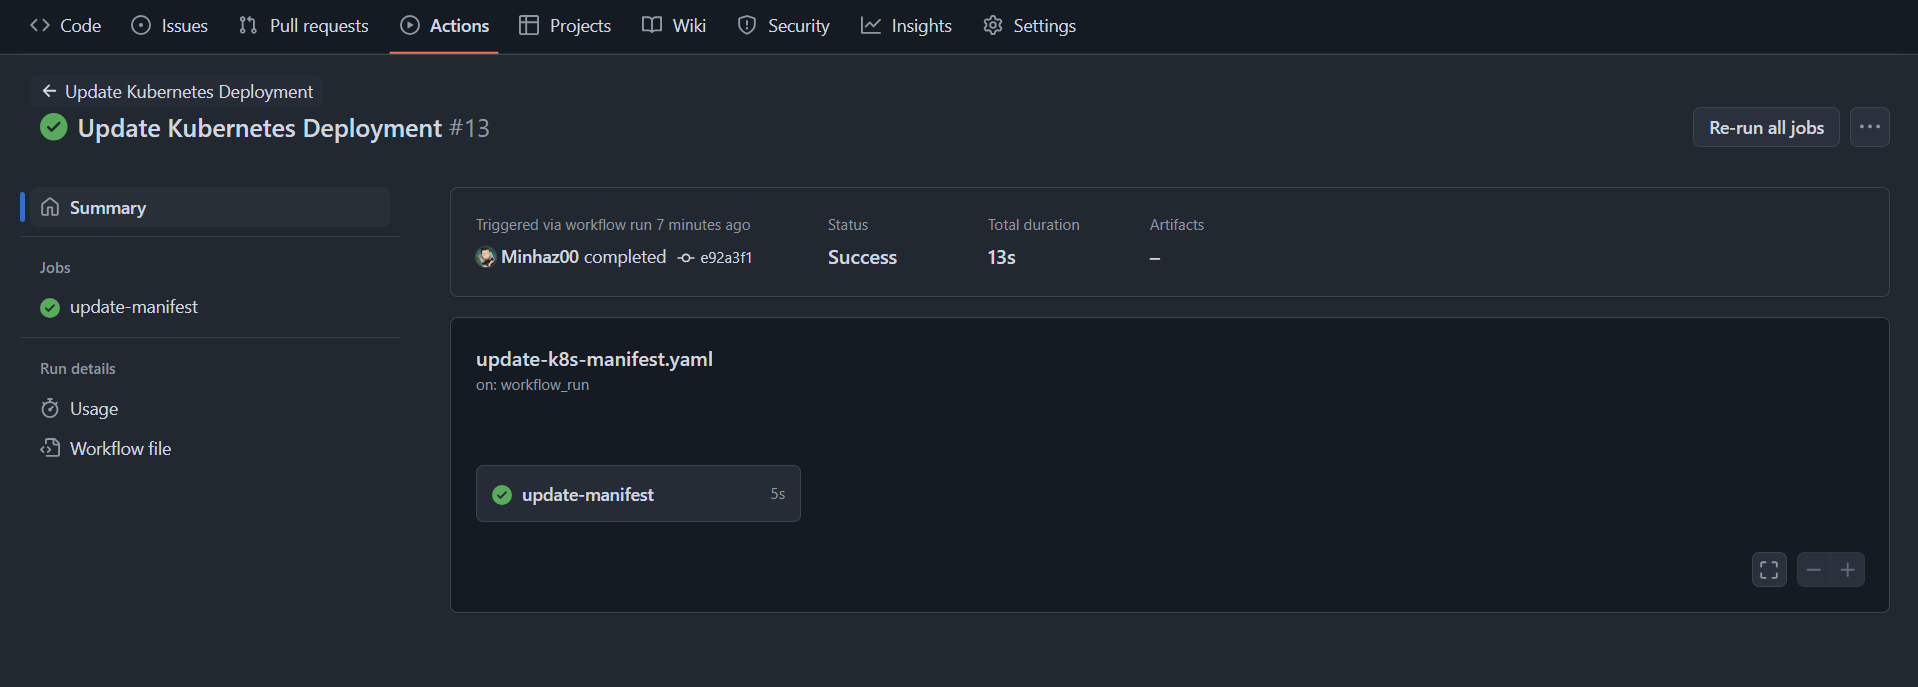 Code Issues Pull requests Actions Projects Wiki Security Insights Settings
Update Kubernetes Deployment
Update Kubernetes Deployment #13
Re-run all jobs
Summary
Jobs
update-manifest
Run details
Usage
Workflow file
Triggered via workflow run 7 minutes ago
Minhaz00 completed e92a3f1
Status
Success
Total duration
13s
Artifacts
–
update-k8s-manifest.yaml
on: workflow_run
update-manifest 5s